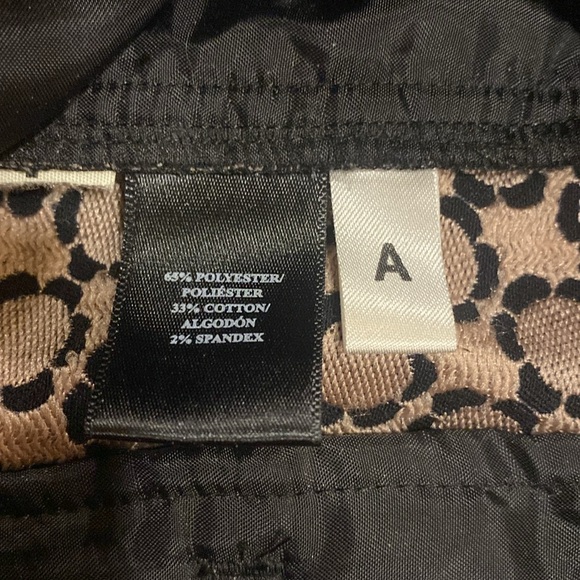 65% POLYESTER/
POLIÉSTER
33% COTTON/
ALGODÓN
2% SPANDEX
A